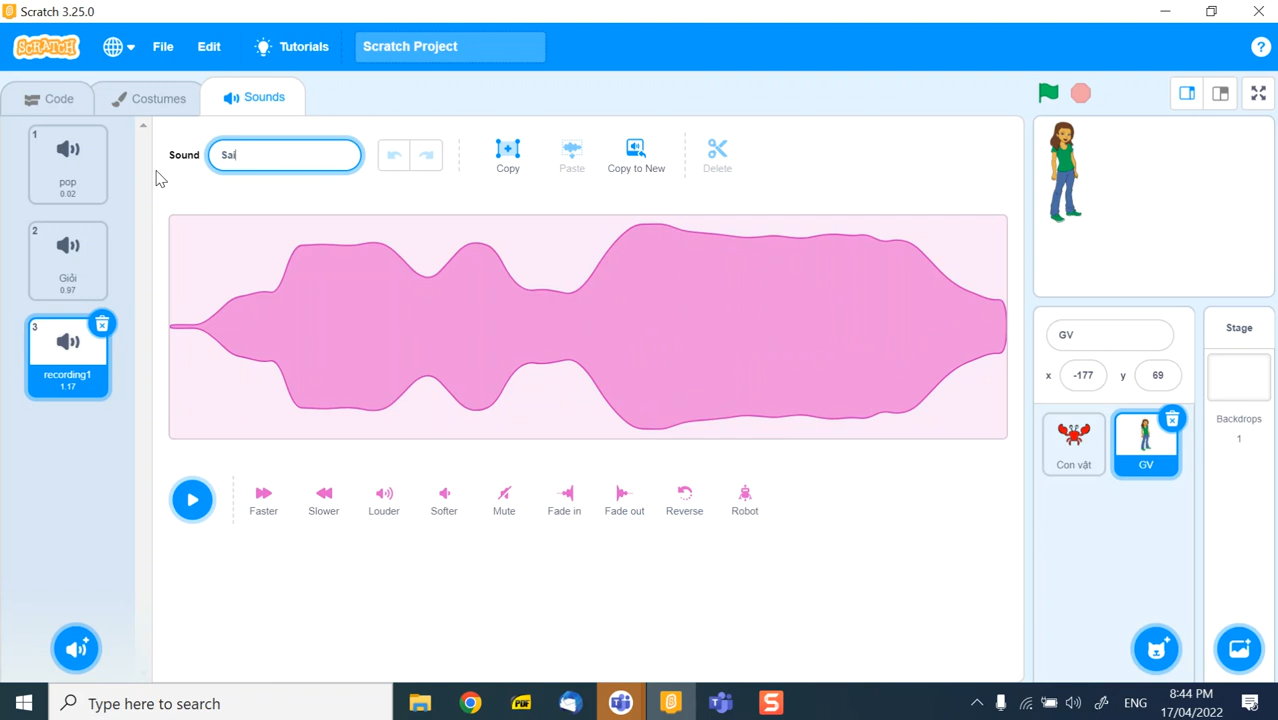 Scratch 3.25.0
SCRATCH
File
Edit
Tutorials
Scratch Project
?
Code
Costumes
Sounds
1
pop
0.02
2
Giỏi
0.97
3
recording1
1.17
Sound
Sai
Copy
Paste
Copy to New
Delete
Faster
Slower
Louder
Softer
Mute
Fade in
Fade out
Reverse
Robot
GV
x
-177
y
69
Con vật
GV
Stage
Backdrops
1
Type here to search
PDF
S
ENG
8:44 PM
17/04/2022